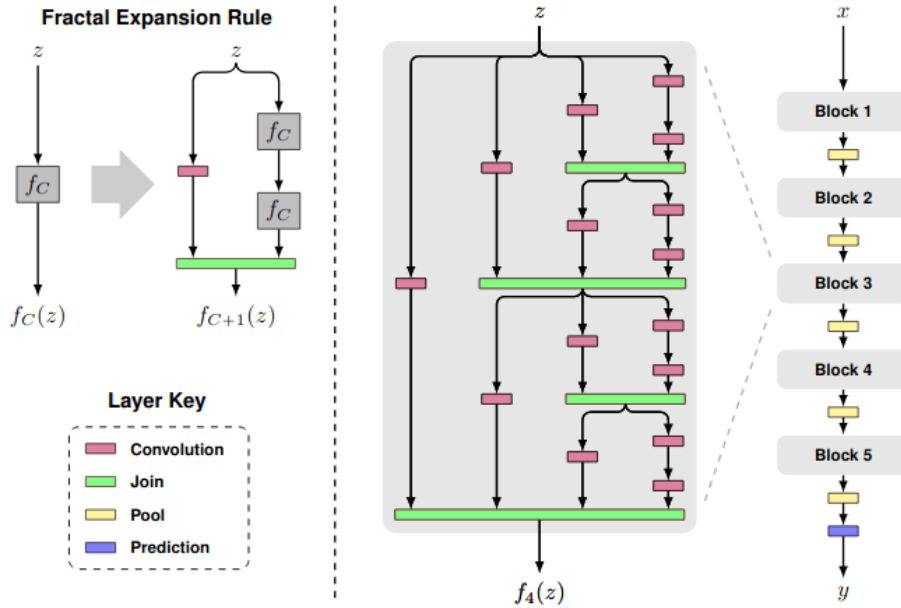 Fractal Expansion Rule
z
z
f_C
f_C
f_C
f_C(z)
f_{C+1}(z)
Layer Key
Convolution
Join
Pool
Prediction
z
f_4(z)
x
Block 1
Block 2
Block 3
Block 4
Block 5
y